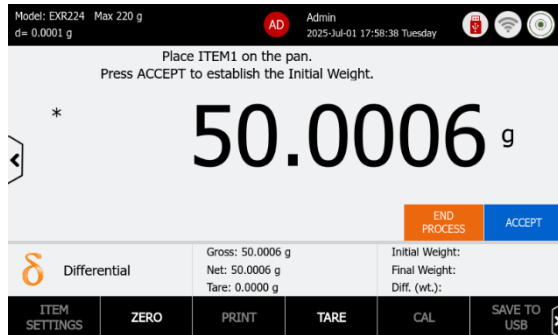 Model: EXR224 Max 220 g
d= 0.0001 g
AD
Admin
2025-Jul-01 17:58:38 Tuesday
Place ITEM1 on the pan.
Press ACCEPT to establish the Initial Weight.
*
50.0006 g
END
PROCESS
ACCEPT
δ
Differential
Gross: 50.0006 g
Net: 50.0006 g
Tare: 0.0000 g
Initial Weight:
Final Weight:
Diff. (wt.):
ITEM
SETTINGS
ZERO
PRINT
TARE
CAL
SAVE TO
USB